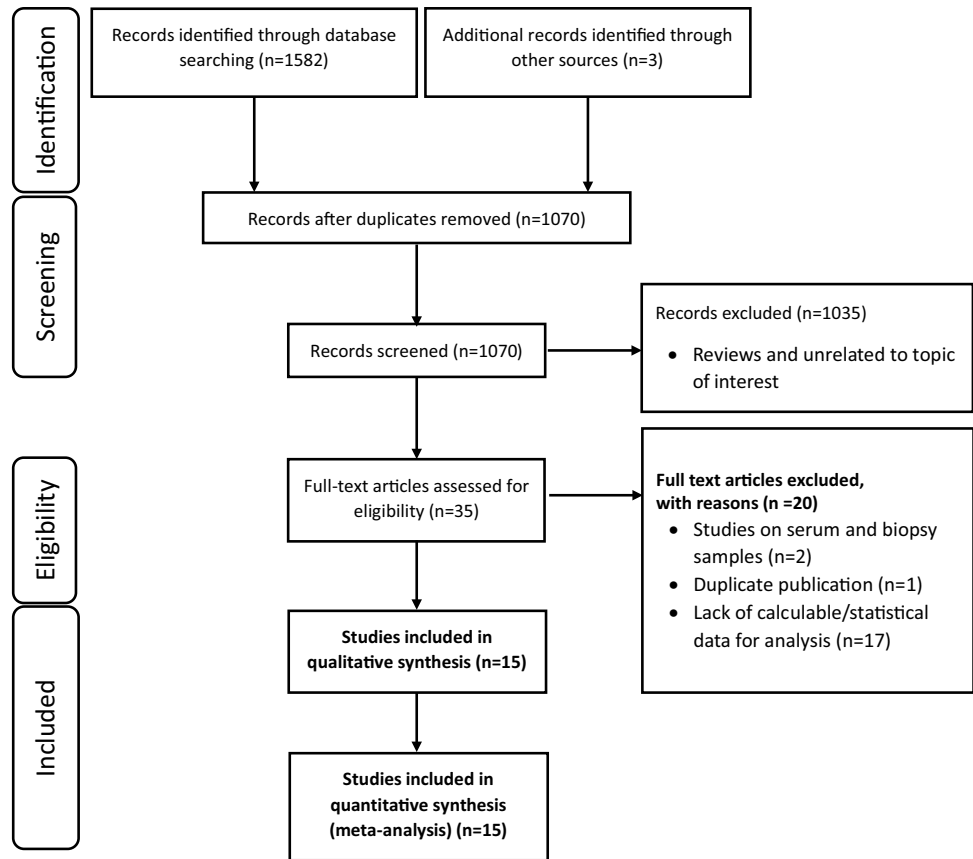 Identification
Records identified through database
searching (n=1582)
Additional records identified through
other sources (n=3)
Screening
Records after duplicates removed (n=1070)
Records screened (n=1070)
Records excluded (n=1035)
• Reviews and unrelated to topic
of interest
Eligibility
Full-text articles assessed for
eligibility (n=35)
Full text articles excluded,
with reasons (n =20)
• Studies on serum and biopsy
samples (n=2)
• Duplicate publication (n=1)
• Lack of calculable/statistical
data for analysis (n=17)
Included
Studies included in
qualitative synthesis (n=15)
Studies included in
quantitative synthesis
(meta-analysis) (n=15)